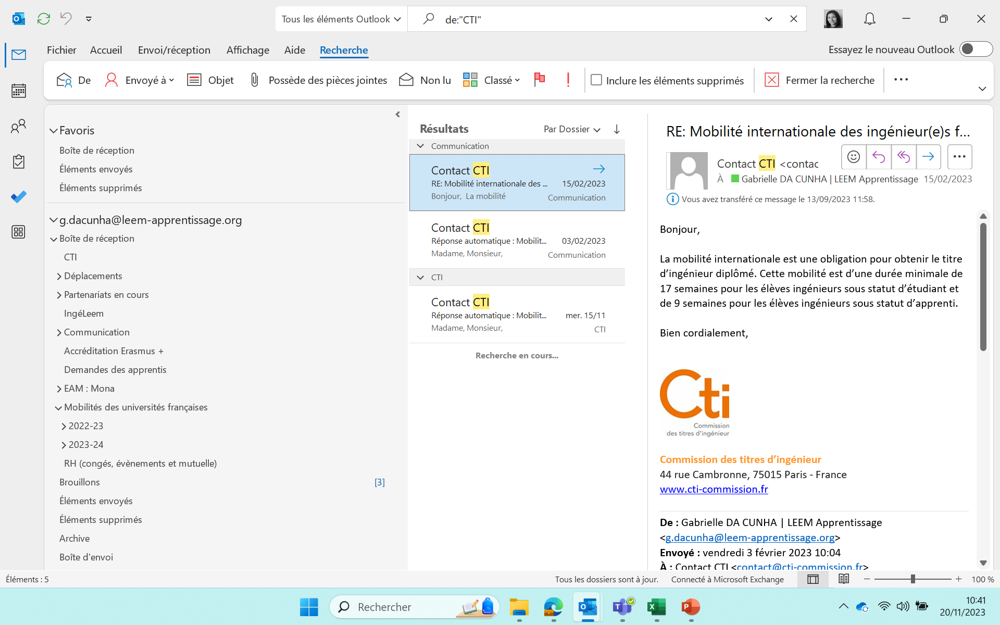 Tous les éléments Outlook
de:"CTI"
Fichier
Accueil
Envoi/réception
Affichage
Aide
Recherche
Essayez le nouveau Outlook
De
Envoyé à
Objet
Possède des pièces jointes
Non lu
Classé
Inclure les éléments supprimés
Fermer la recherche
Favoris
Boîte de réception
Éléments envoyés
Éléments supprimés
g.dacunha@leem-apprentissage.org
Boîte de réception
CTI
Déplacements
Partenariats en cours
IngéLeem
Communication
Accréditation Erasmus +
Demandes des apprentis
EAM : Mona
Mobilités des universités françaises
2022-23
2023-24
RH (congés, évènements et mutuelle)
Brouillons [3]
Éléments envoyés
Éléments supprimés
Archive
Boîte d'envoi
Résultats
Par Dossier
Communication
Contact CTI
RE: Mobilité internationale des ... 15/02/2023
Bonjour, La mobilité Communication
Contact CTI
Réponse automatique : Mobilit... 03/02/2023
Madame, Monsieur, Communication
CTI
Contact CTI
Réponse automatique : Mobilit... mer. 15/11
Madame, Monsieur, CTI
Recherche en cours...
RE: Mobilité internationale des ingénieur(e)s f...
Contact CTI <contac
À Gabrielle DA CUNHA | LEEM Apprentissage 15/02/2023
Vous avez transféré ce message le 13/09/2023 11:58.
Bonjour,
La mobilité internationale est une obligation pour obtenir le titre
d’ingénieur diplômé. Cette mobilité est d’une durée minimale de
17 semaines pour les élèves ingénieurs sous statut d’étudiant et
de 9 semaines pour les élèves ingénieurs sous statut d’apprenti.
Bien cordialement,
Cti
Commission
des titres d’ingénieur
Commission des titres d’ingénieur
44 rue Cambronne, 75015 Paris - France
www.cti-commission.fr
De : Gabrielle DA CUNHA | LEEM Apprentissage
<g.dacunha@leem-apprentissage.org>
Envoyé : vendredi 3 février 2023 10:04
À : Contact CTI <contact@cti-commission.fr>
Éléments : 5
Tous les dossiers sont à jour.
Connecté à Microsoft Exchange
100 %
Rechercher
10:41
20/11/2023